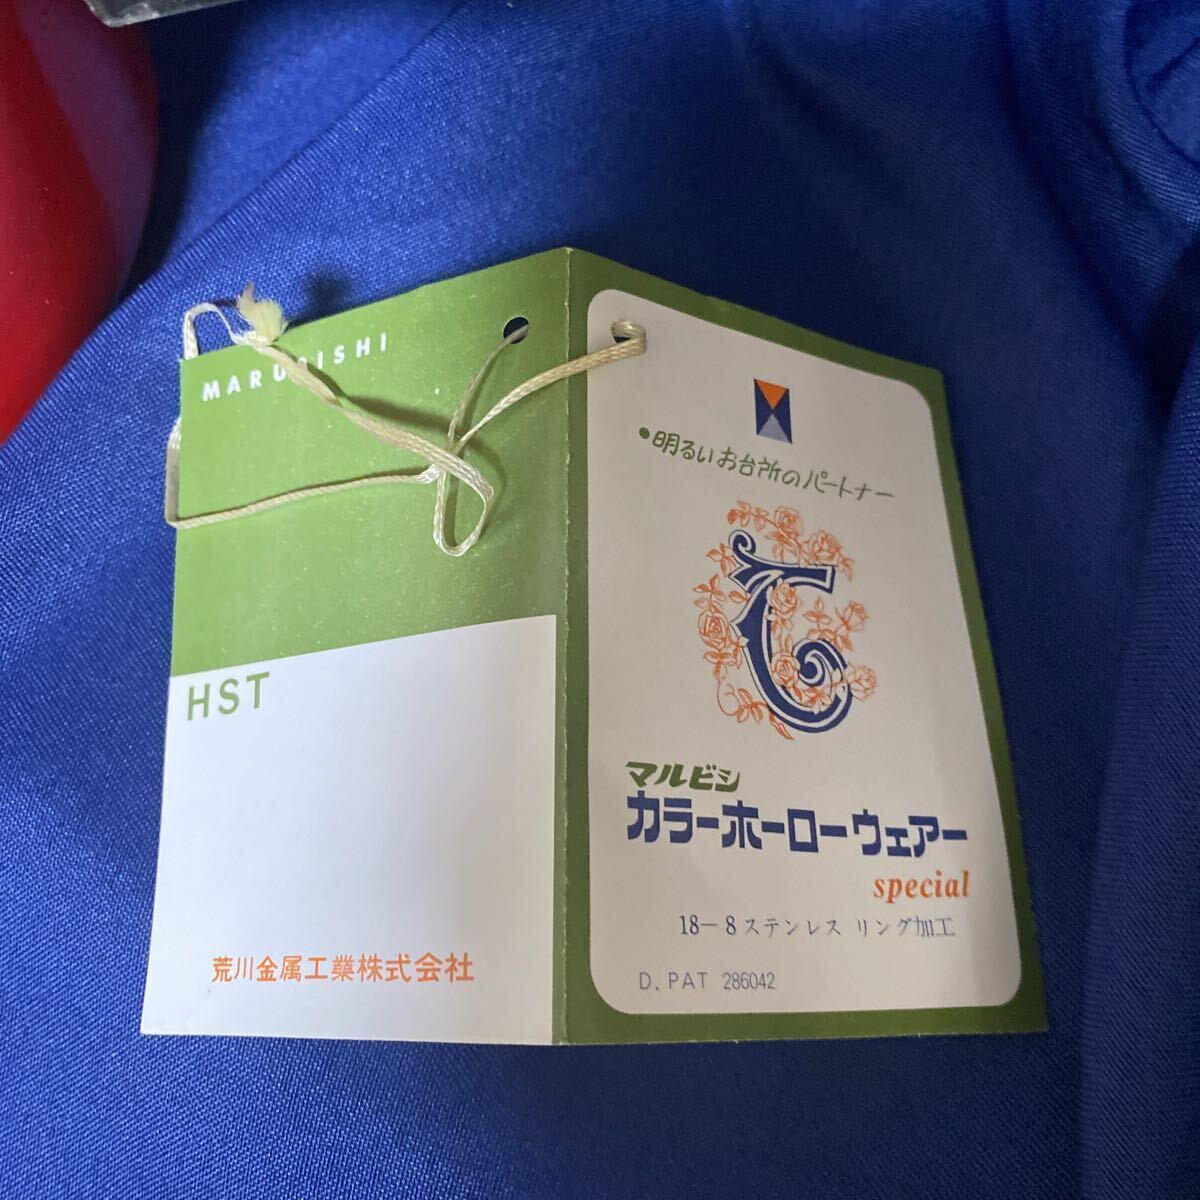 MARUBISHI
HST
荒川金属工業株式会社
•明るいお台所のパートナー
マルビシ
カラーホーローウェアー
special
18−8ステンレス リング加工
D. PAT 286042